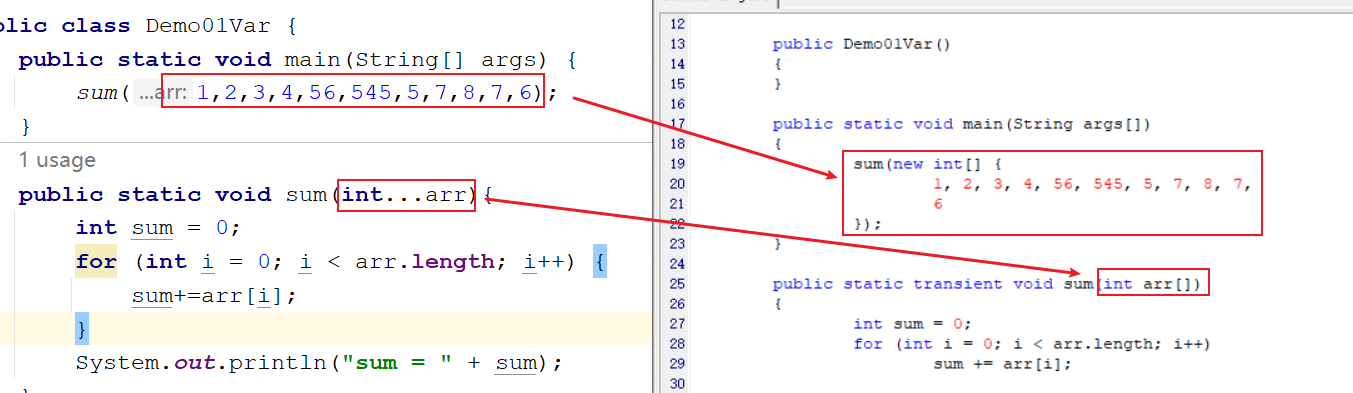 blic class Demo01Var {
public static void main(String[] args) {
sum( ...arr: 1,2,3,4,56,545,5,7,8,7,6);
}
1 usage
public static void sum(int...arr){
int sum = 0;
for (int i = 0; i < arr.length; i++) {
sum+=arr[i];
}
System.out.println("sum = " + sum);
12
13 public Demo01Var()
14 {
15 }
16
17 public static void main(String args[])
18 {
19 sum(new int[] {
20 1, 2, 3, 4, 56, 545, 5, 7, 8, 7,
21 6
22 });
23 }
24
25 public static transient void sum(int arr[])
26 {
27 int sum = 0;
28 for (int i = 0; i < arr.length; i++)
29 sum += arr[i];
30